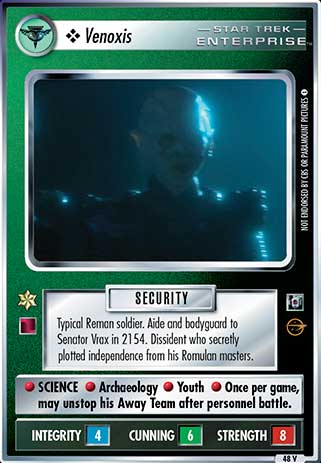 ❖ Venoxis
STAR TREK
ENTERPRISE™
NOT ENDORSED BY CBS OR PARAMOUNT PICTURES
SECURITY
Typical Reman soldier. Aide and bodyguard to
Senator Vrax in 2154. Dissident who secretly
plotted independence from his Romulan masters.
● SCIENCE ● Archaeology ● Youth ● Once per game,
may unstop his Away Team after personnel battle.
INTEGRITY 4 CUNNING 6 STRENGTH 8
48 V